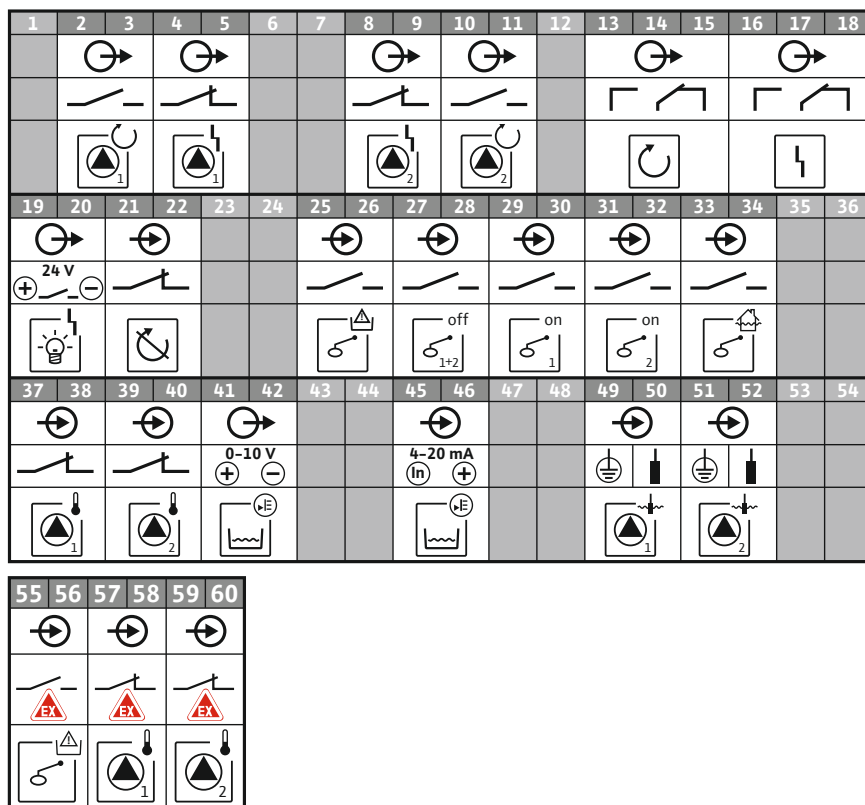 1 2 3 4 5 6 7 8 9 10 11 12 13 14 15 16 17 18
1 1 2 2
19 20 21 22 23 24 25 26 27 28 29 30 31 32 33 34 35 36
24 V
+ −
off on on
1+2 1 2
37 38 39 40 41 42 43 44 45 46 47 48 49 50 51 52 53 54
0–10 V 4–20 mA
+ − In +
1 2 1 2
55 56 57 58 59 60
EX EX EX
1 2